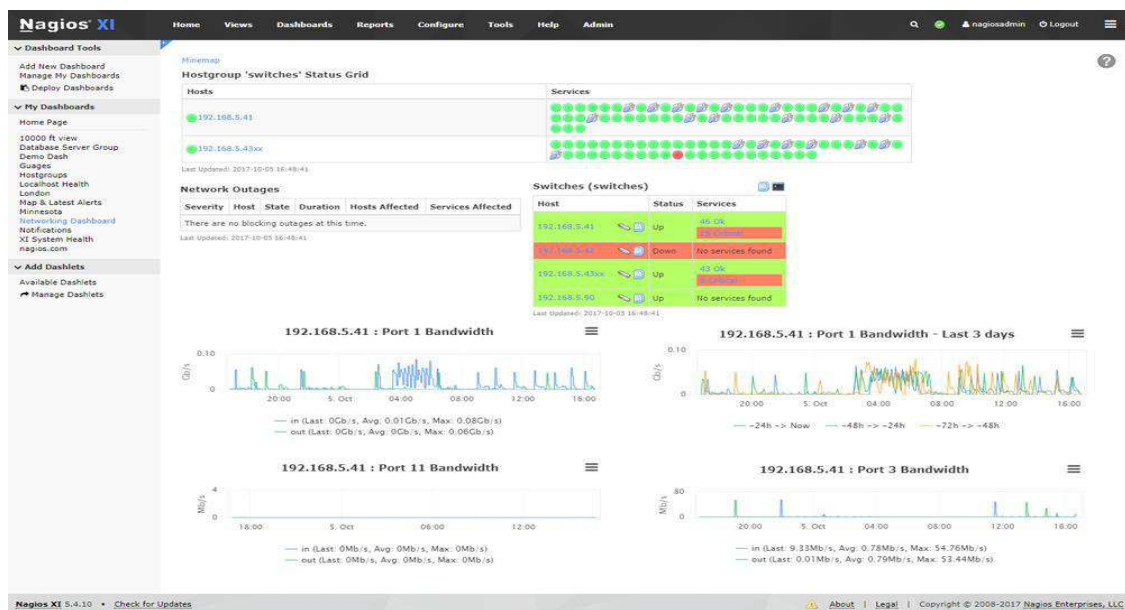 Nagios XI
Home Views Dashboards Reports Configure Tools Help Admin nagiosadmin Logout
Dashboard Tools
Add New Dashboard
Manage My Dashboards
Deploy Dashboards
My Dashboards
Home Page
10000 ft view
Database Server Group
Demo Dash
Guages
Hostgroups
Localhost Health
London
Map & Latest Alerts
Minnesota
Networking Dashboard
Notifications
XI System Health
nagios.com
Add Dashlets
Available Dashlets
Manage Dashlets
Minemap
Hostgroup 'switches' Status Grid
Hosts Services
192.168.5.41
192.168.5.43xx
Last Updated: 2017-10-05 16:48:41
Network Outages
Severity Host State Duration Hosts Affected Services Affected
There are no blocking outages at this time.
Last Updated: 2017-10-05 16:48:41
Switches (switches)
Host Status Services
192.168.5.41 Up 46 Ok
Critical
Down No services found
192.168.5.43xx Up 43 Ok
Critical
192.168.5.90 Up No services found
Last Updated: 2017-10-05 16:48:41
192.168.5.41 : Port 1 Bandwidth
Gb/s
0.10
0
20:00 5. Oct 04:00 08:00 12:00 16:00
in (Last: 0Gb/s, Avg: 0.01Gb/s, Max: 0.08Gb/s)
out (Last: 0Gb/s, Avg: 0Gb/s, Max: 0.06Gb/s)
192.168.5.41 : Port 1 Bandwidth - Last 3 days
Gb/s
0.10
0
20:00 5. Oct 04:00 08:00 12:00 16:00
-24h -> Now -48h -> -24h -72h -> -48h
192.168.5.41 : Port 11 Bandwidth
Mb/s
4
0
18:00 5. Oct 06:00 12:00
in (Last: 0Mb/s, Avg: 0Mb/s, Max: 0Mb/s)
out (Last: 0Mb/s, Avg: 0Mb/s, Max: 0Mb/s)
192.168.5.41 : Port 3 Bandwidth
Mb/s
80
0
20:00 5. Oct 04:00 08:00 12:00 16:00
in (Last: 9.33Mb/s, Avg: 0.78Mb/s, Max: 54.76Mb/s)
out (Last: 0.01Mb/s, Avg: 0.79Mb/s, Max: 53.44Mb/s)
Nagios XI 5.4.10 • Check for Updates About | Legal | Copyright © 2008-2017 Nagios Enterprises, LLC